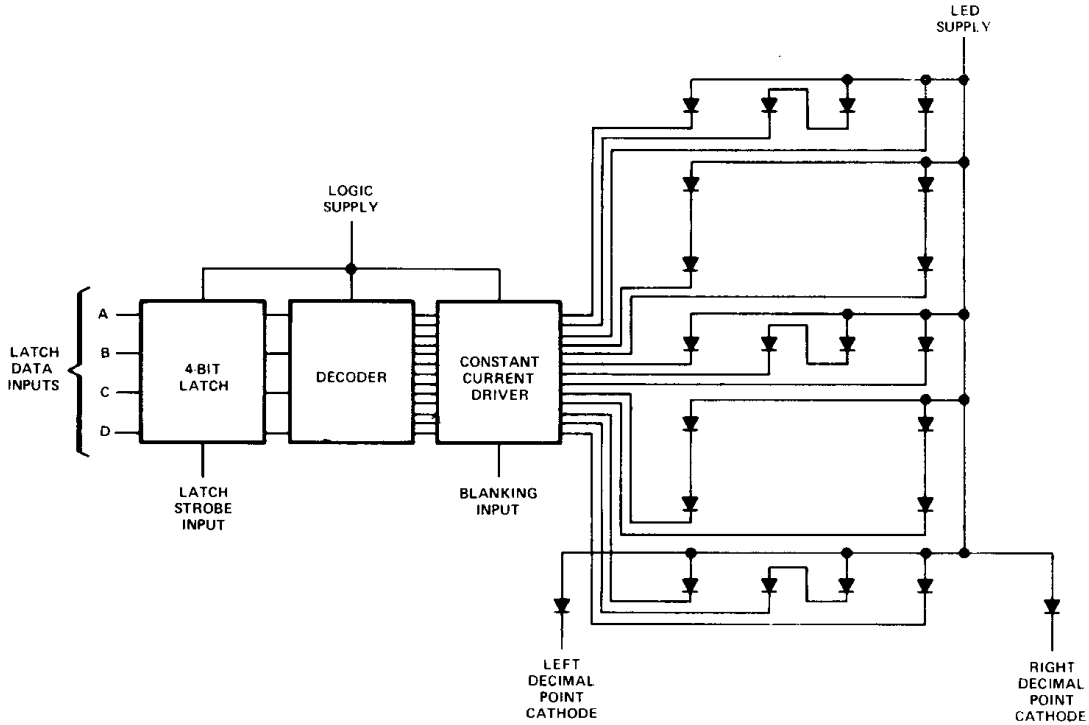 LED
SUPPLY
LOGIC
SUPPLY
LATCH
DATA
INPUTS
A
B
C
D
4-BIT
LATCH
DECODER
CONSTANT
CURRENT
DRIVER
LATCH
STROBE
INPUT
BLANKING
INPUT
LEFT
DECIMAL
POINT
CATHODE
RIGHT
DECIMAL
POINT
CATHODE